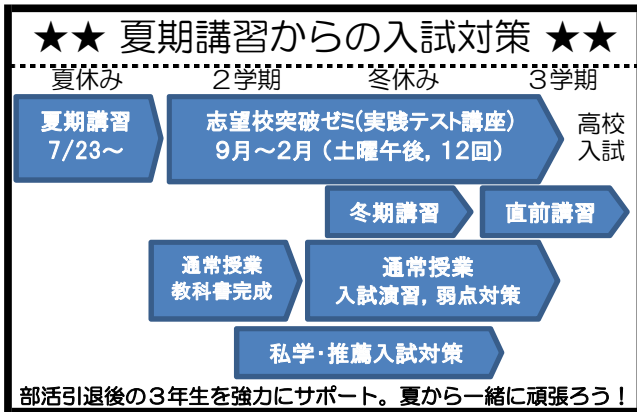 ★★ 夏期講習からの入試対策 ★★
夏休み ２学期 冬休み ３学期
夏期講習
7/23～
志望校突破ゼミ(実践テスト講座)
９月～２月（土曜午後, 12回）
高校
入試
冬期講習
直前講習
通常授業
教科書完成
通常授業
入試演習, 弱点対策
私学・推薦入試対策
部活引退後の３年生を強力にサポート。夏から一緒に頑張ろう！